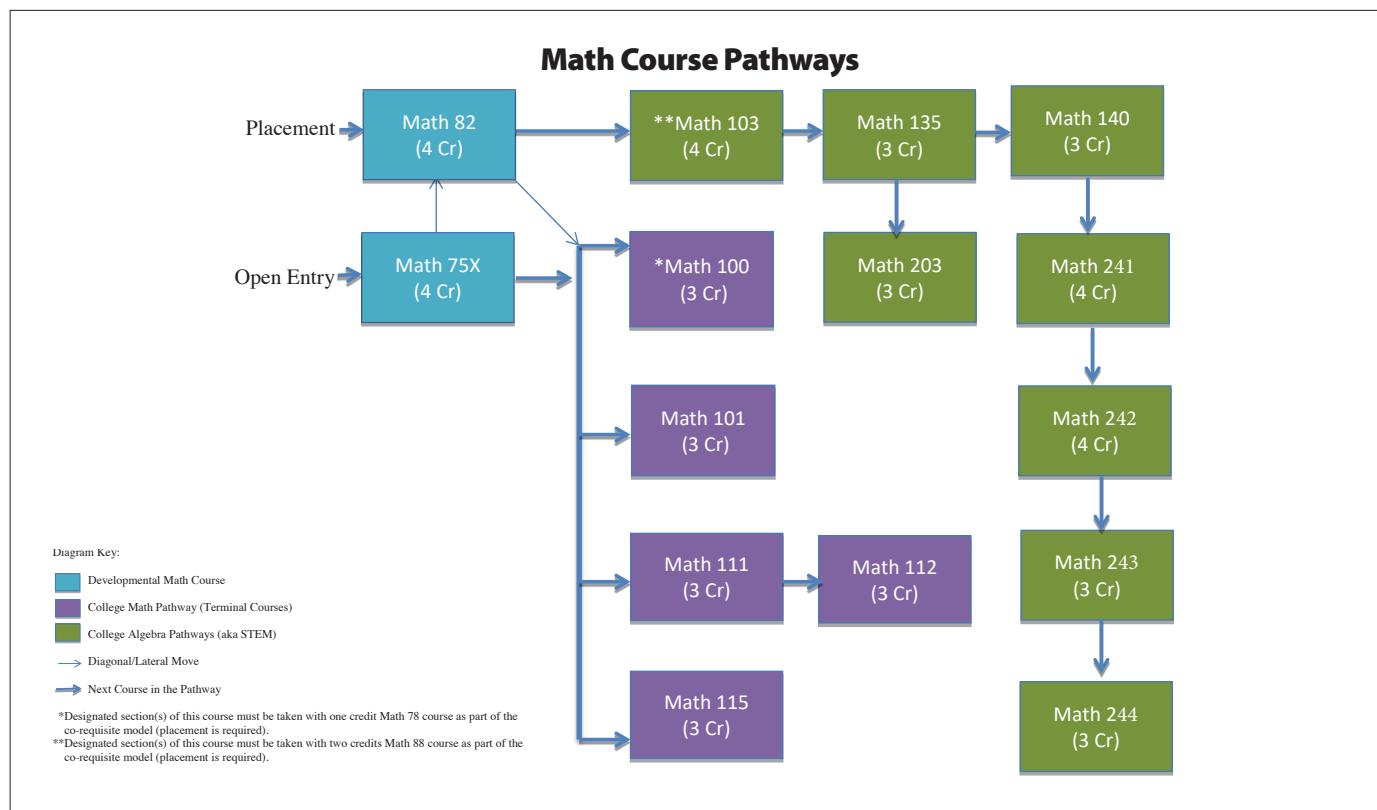 Math Course Pathways
Placement
Math 82
(4 Cr)
**Math 103
(4 Cr)
Math 135
(3 Cr)
Math 140
(3 Cr)
Open Entry
Math 75X
(4 Cr)
*Math 100
(3 Cr)
Math 203
(3 Cr)
Math 241
(4 Cr)
Math 101
(3 Cr)
Math 242
(4 Cr)
Math 111
(3 Cr)
Math 112
(3 Cr)
Math 243
(3 Cr)
Math 115
(3 Cr)
Math 244
(3 Cr)
Diagram Key:
Developmental Math Course
College Math Pathway (Terminal Courses)
College Algebra Pathways (aka STEM)
Diagonal/Lateral Move
Next Course in the Pathway
*Designated section(s) of this course must be taken with one credit Math 78 course as part of the
co-requisite model (placement is required).
**Designated section(s) of this course must be taken with two credits Math 88 course as part of the
co-requisite model (placement is required).